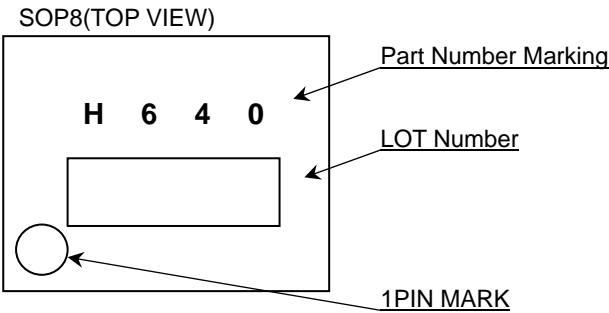 SOP8(TOP VIEW)
Part Number Marking
H 6 4 0
LOT Number
1PIN MARK